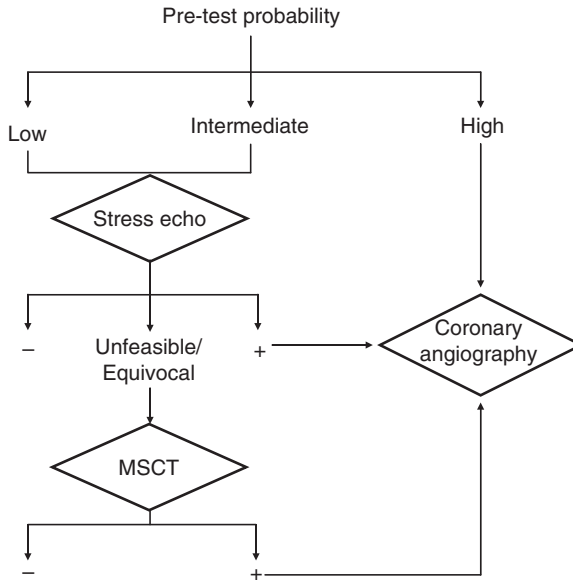 Pre-test probability
Low
Intermediate
High
Stress echo
–
Unfeasible/
Equivocal
+
Coronary
angiography
MSCT
–
+